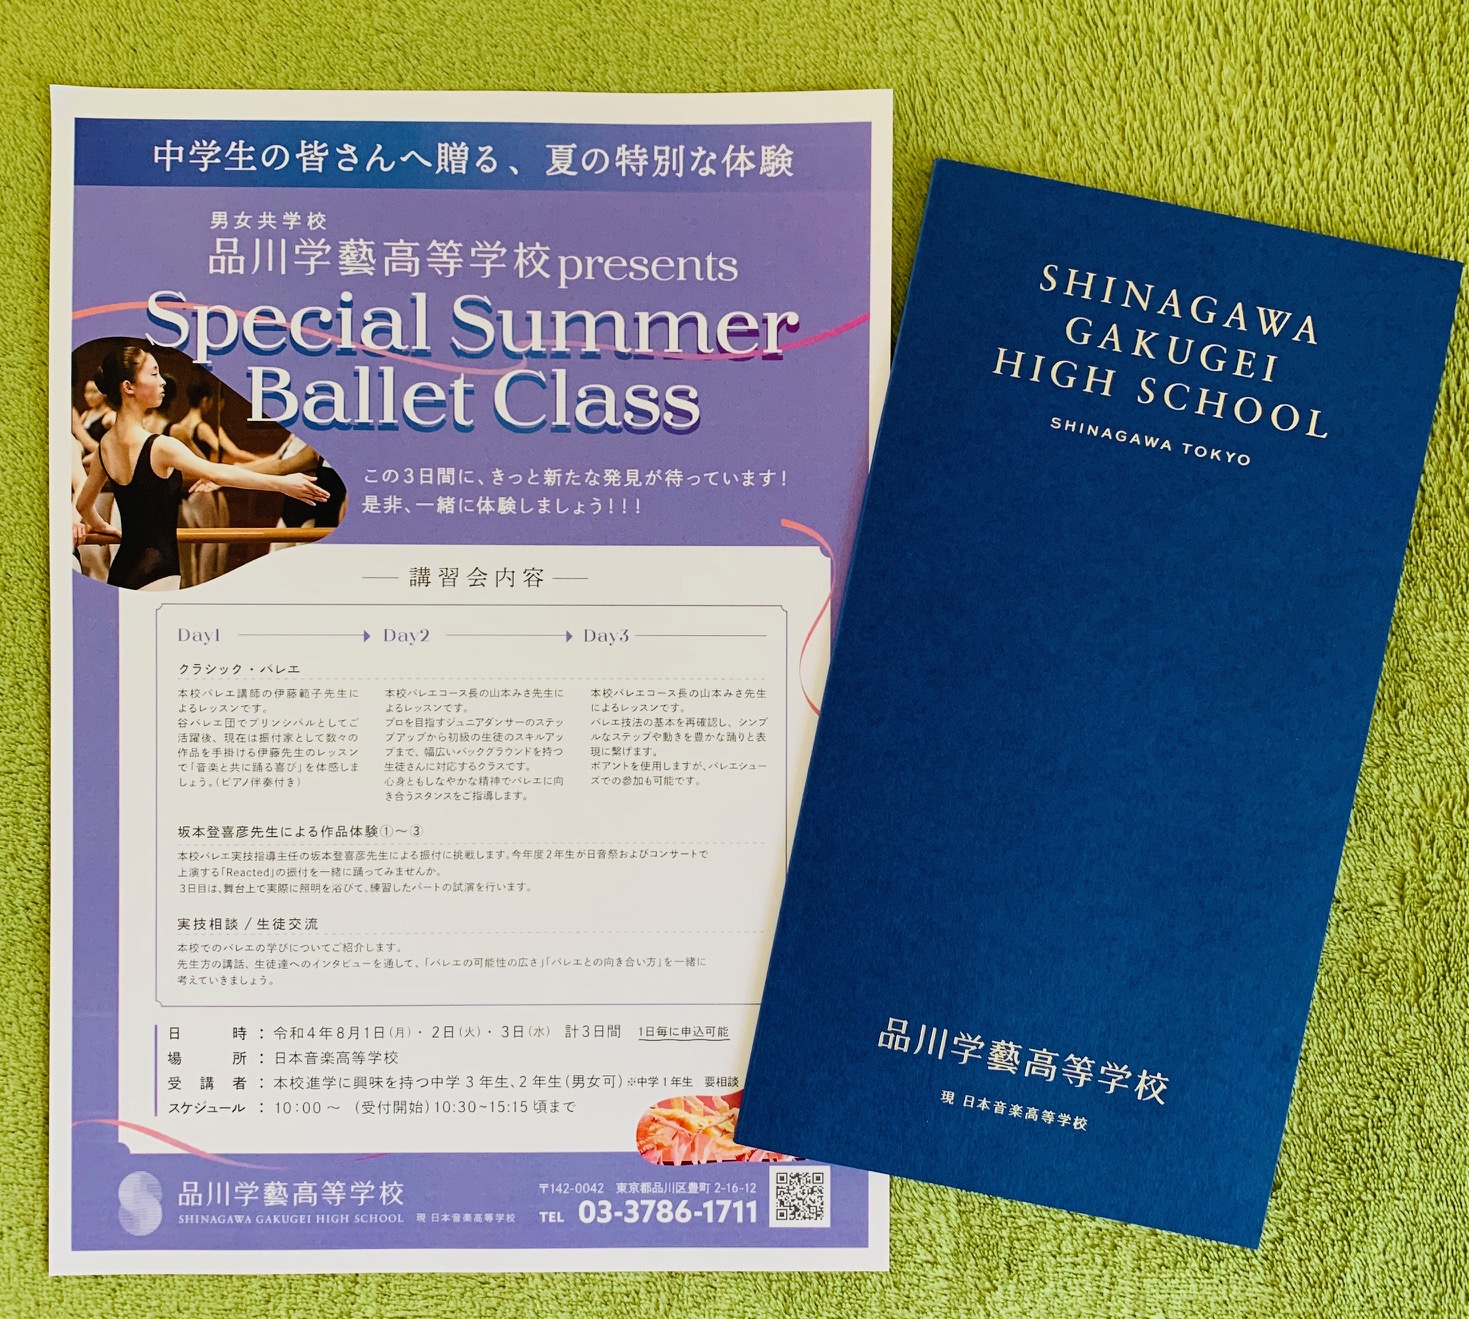 中学生の皆さんへ贈る、夏の特別な体験
男女共学校
品川学藝高等学校presents
Special Summer
Ballet Class
この3日間に、きっと新たな発見が待っています!
是非、一緒に体験しましょう!!!
講習会内容
Day1 Day2 Day3
クラシック・バレエ
本校バレエ講師の伊藤範子先生に
よるレッスンです。
谷バレエ団でプリンシパルとしてご
活躍後、現在は振付家として数々の
作品を手掛ける伊藤先生のレッスン
で「音楽と共に踊る喜び」を体感しま
しょう。(ピアノ伴奏付き)
本校バレエコース長の山本みさ先生に
よるレッスンです。
プロを目指すジュニアダンサーのステッ
プアップから初級の生徒のスキルアッ
プまで、幅広いバックグラウンドを持つ
生徒さんに対応するクラスです。
心身ともしなやかな精神でバレエに向
き合うスタンスをご指導します。
本校バレエコース長の山本みさ先生
によるレッスンです。
バレエ技法の基本を再確認し、シンプ
ルなステップや動きを豊かな踊りと表
現に繋げます。
ポアントを使用しますが、バレエシュー
ズでの参加も可能です。
坂本登喜彦先生による作品体験①〜③
本校バレエ実技指導主任の坂本登喜彦先生による振付に挑戦します。今年度2年生が日音祭およびコンサートで
上演する「Reacted」の振付を一緒に踊ってみませんか。
3日目は、舞台上で実際に照明を浴びて、練習したパートの試演を行います。
実技相談 / 生徒交流
本校でのバレエの学びについてご紹介します。
先生方の講話、生徒達へのインタビューを通して、「バレエの可能性の広さ」「バレエとの向き合い方」を一緒に
考えていきましょう。
日 時 : 令和4年8月1日(月)・2日(火)・3日(水) 計3日間 1日毎に申込可能
場 所 : 日本音楽高等学校
受 講 者 : 本校進学に興味を持つ中学3年生、2年生(男女可)※中学1年生 要相談
スケジュール : 10:00〜 (受付開始)10:30~15:15頃まで
品川学藝高等学校
SHINAGAWA GAKUGEI HIGH SCHOOL 現 日本音楽高等学校
〒142-0042 東京都品川区豊町 2-16-12
TEL 03-3786-1711
SHINAGAWA
GAKUGEI
HIGH SCHOOL
SHINAGAWA TOKYO
品川学藝高等学校
現 日本音楽高等学校